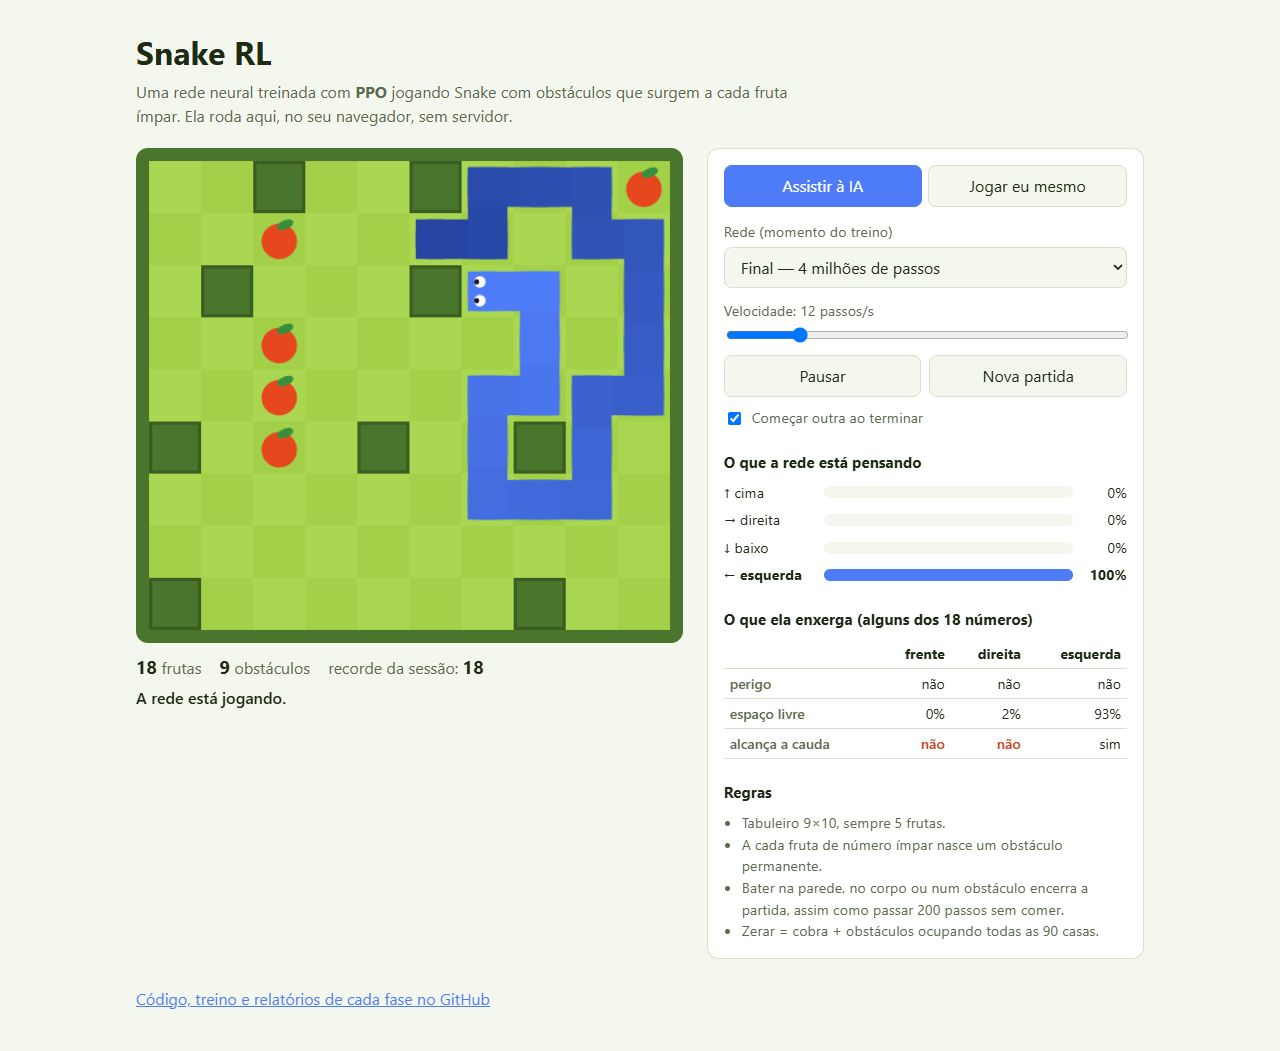 Snake RL
Uma rede neural treinada com PPO jogando Snake com obstáculos que surgem a cada fruta
ímpar. Ela roda aqui, no seu navegador, sem servidor.
18 frutas 9 obstáculos recorde da sessão: 18
A rede está jogando.
Assistir à IA Jogar eu mesmo
Rede (momento do treino)
Final — 4 milhões de passos
Velocidade: 12 passos/s
Pausar Nova partida
Começar outra ao terminar
O que a rede está pensando
↑ cima 0%
→ direita 0%
↓ baixo 0%
← esquerda 100%
O que ela enxerga (alguns dos 18 números)
frente direita esquerda
perigo não não não
espaço livre 0% 2% 93%
alcança a cauda não não sim
Regras
• Tabuleiro 9×10, sempre 5 frutas.
• A cada fruta de número ímpar nasce um obstáculo
permanente.
• Bater na parede, no corpo ou num obstáculo encerra a
partida, assim como passar 200 passos sem comer.
• Zerar = cobra + obstáculos ocupando todas as 90 casas.
Código, treino e relatórios de cada fase no GitHub